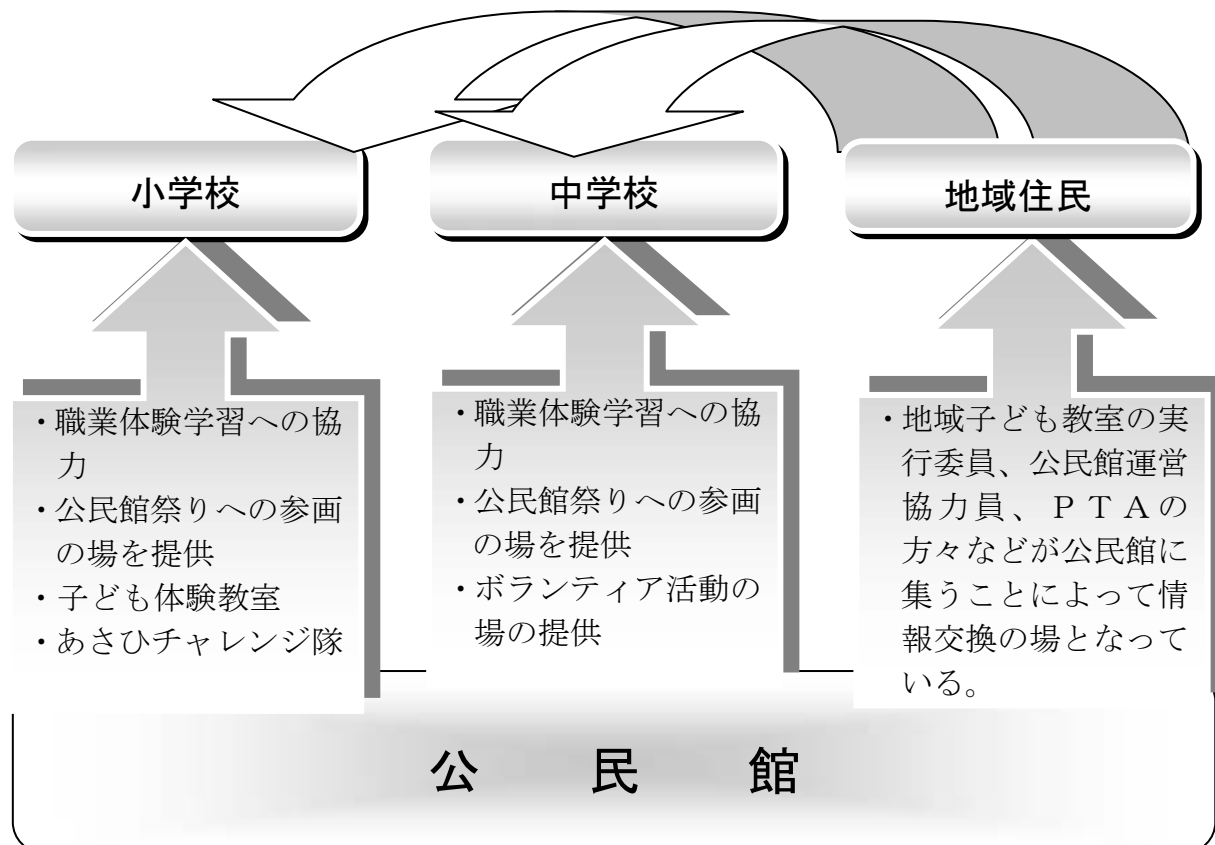 小学校
中学校
地域住民
・職業体験学習への協
力
・公民館祭りへの参画
の場を提供
・子ども体験教室
・あさひチャレンジ隊
・職業体験学習への協
力
・公民館祭りへの参画
の場を提供
・ボランティア活動の
場の提供
・地域子ども教室の実
行委員、公民館運営
協力員、ＰＴＡの
方々などが公民館に
集うことによって情
報交換の場となって
いる。
公　民　館